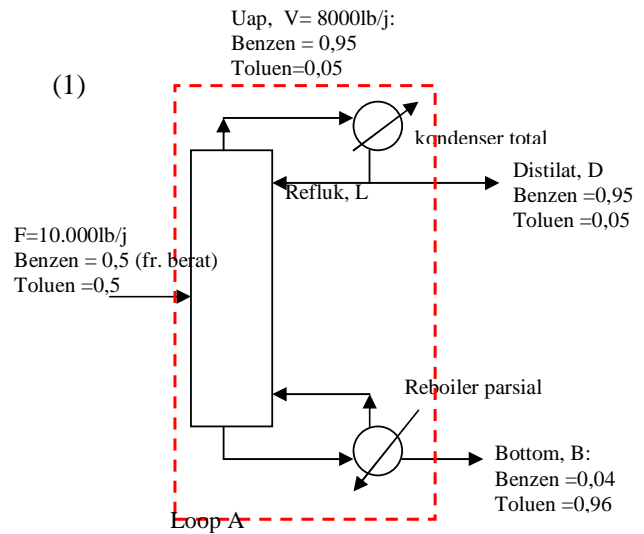 Uap, V= 8000lb/j:
Benzen = 0,95
Toluen=0,05
(1)
kondenser total
Distilat, D
Benzen =0,95
Toluen =0,05
Refluk, L
F=10.000lb/j
Benzen = 0,5 (fr. berat)
Toluen =0,5
Reboiler parsial
Bottom, B:
Benzen =0,04
Toluen =0,96
Loop A